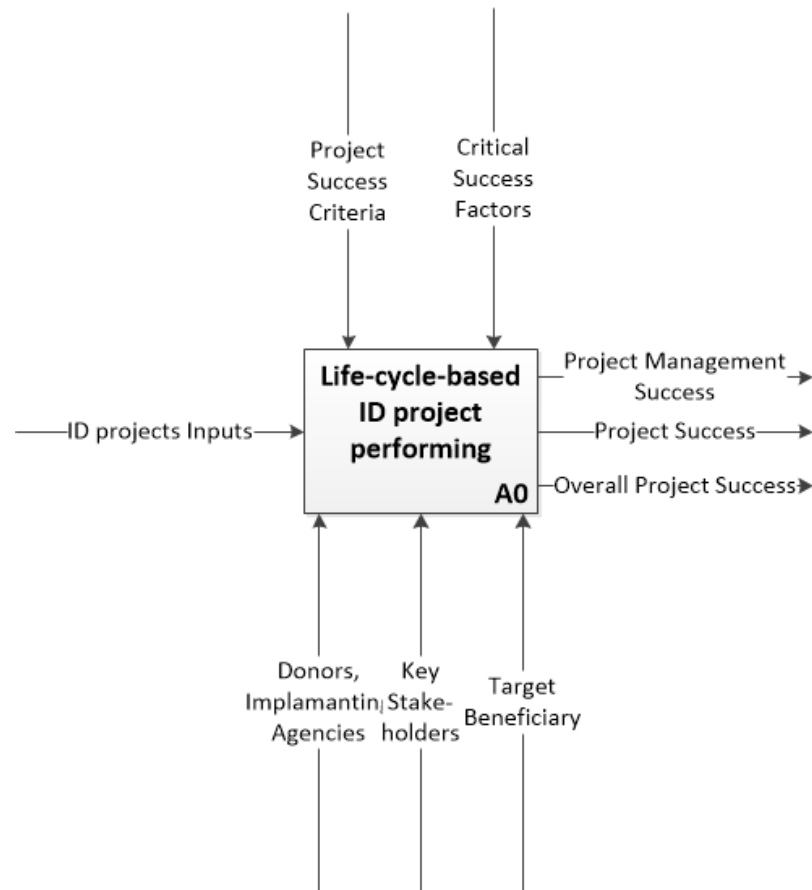 Project
Success
Criteria
Critical
Success
Factors
Life-cycle-based
ID project
performing
A0
ID projects Inputs
Project Management
Success
Project Success
Overall Project Success
Donors,
Implamanting
Agencies
Key
Stake-
holders
Target
Beneficiary